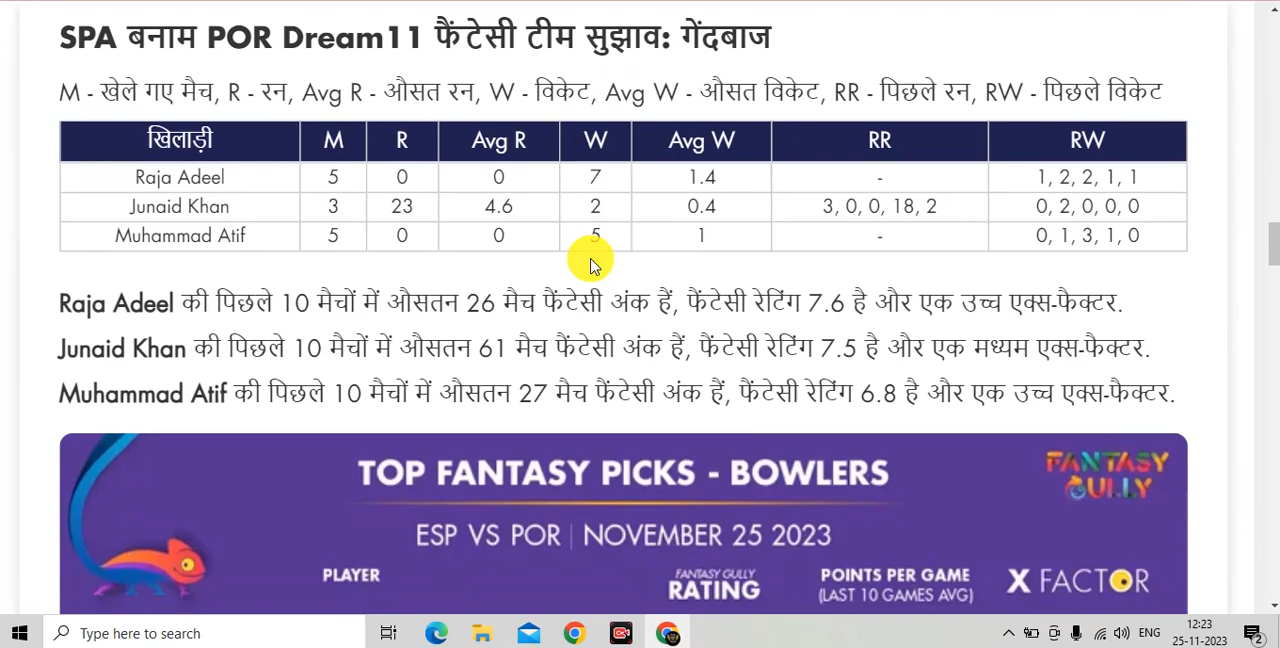 SPA बनाम POR Dream11 फैंटेसी टीम सुझाव: गेंदबाज
M - खेले गए मैच, R - रन, Avg R - औसत रन, W - विकेट, Avg W - औसत विकेट, RR - पिछले रन, RW - पिछले विकेट
खिलाड़ी M R Avg R W Avg W RR RW
Raja Adeel 5 0 0 7 1.4 - 1, 2, 2, 1, 1
Junaid Khan 3 23 4.6 2 0.4 3, 0, 0, 18, 2 0, 2, 0, 0, 0
Muhammad Atif 5 0 0 5 1 - 0, 1, 3, 1, 0
Raja Adeel की पिछले 10 मैचों में औसतन 26 मैच फैंटेसी अंक हैं, फैंटेसी रेटिंग 7.6 है और एक उच्च एक्स-फैक्टर.
Junaid Khan की पिछले 10 मैचों में औसतन 61 मैच फैंटेसी अंक हैं, फैंटेसी रेटिंग 7.5 है और एक मध्यम एक्स-फैक्टर.
Muhammad Atif की पिछले 10 मैचों में औसतन 27 मैच फैंटेसी अंक हैं, फैंटेसी रेटिंग 6.8 है और एक उच्च एक्स-फैक्टर.
TOP FANTASY PICKS - BOWLERS
FANTASY GULLY
ESP VS POR | NOVEMBER 25 2023
PLAYER
FANTASY GULLY RATING
POINTS PER GAME
(LAST 10 GAMES AVG)
X FACTOR
Type here to search
ENG
12:23
25-11-2023
2